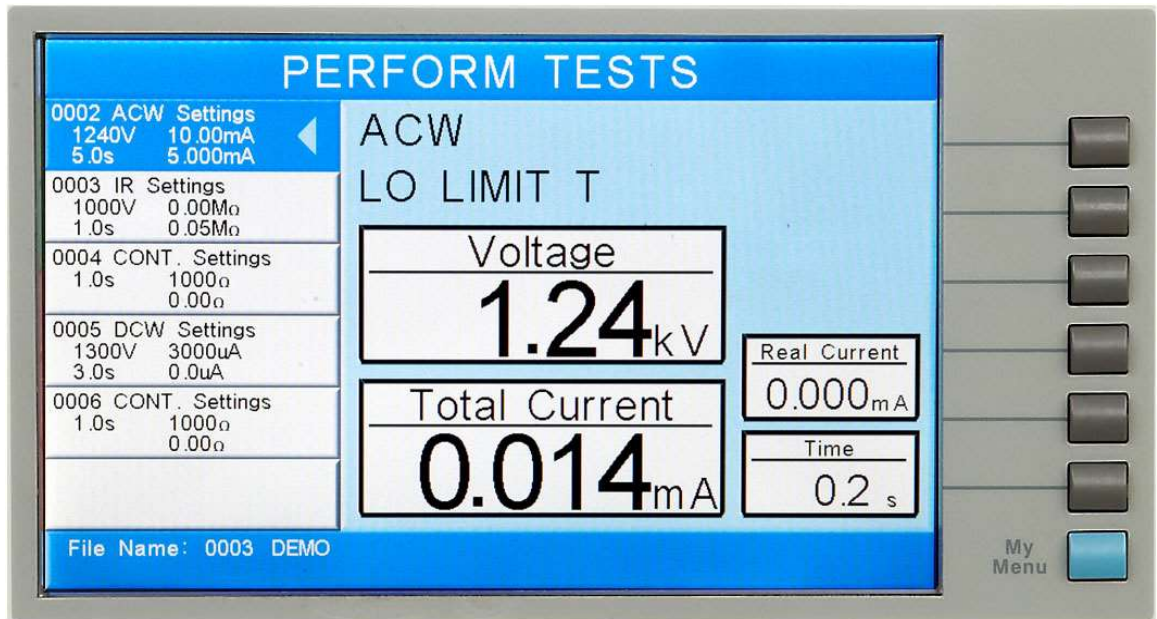 PERFORM TESTS
0002 ACW Settings
1240V 10.00mA
5.0s 5.000mA
0003 IR Settings
1000V 0.00MΩ
1.0s 0.05MΩ
0004 CONT. Settings
1.0s 1000Ω
0.00Ω
0005 DCW Settings
1300V 3000uA
3.0s 0.0uA
0006 CONT. Settings
1.0s 1000Ω
0.00Ω
File Name: 0003 DEMO
ACW
LO LIMIT T
Voltage
1.24kV
Total Current
0.014mA
Real Current
0.000mA
Time
0.2 s
My
Menu